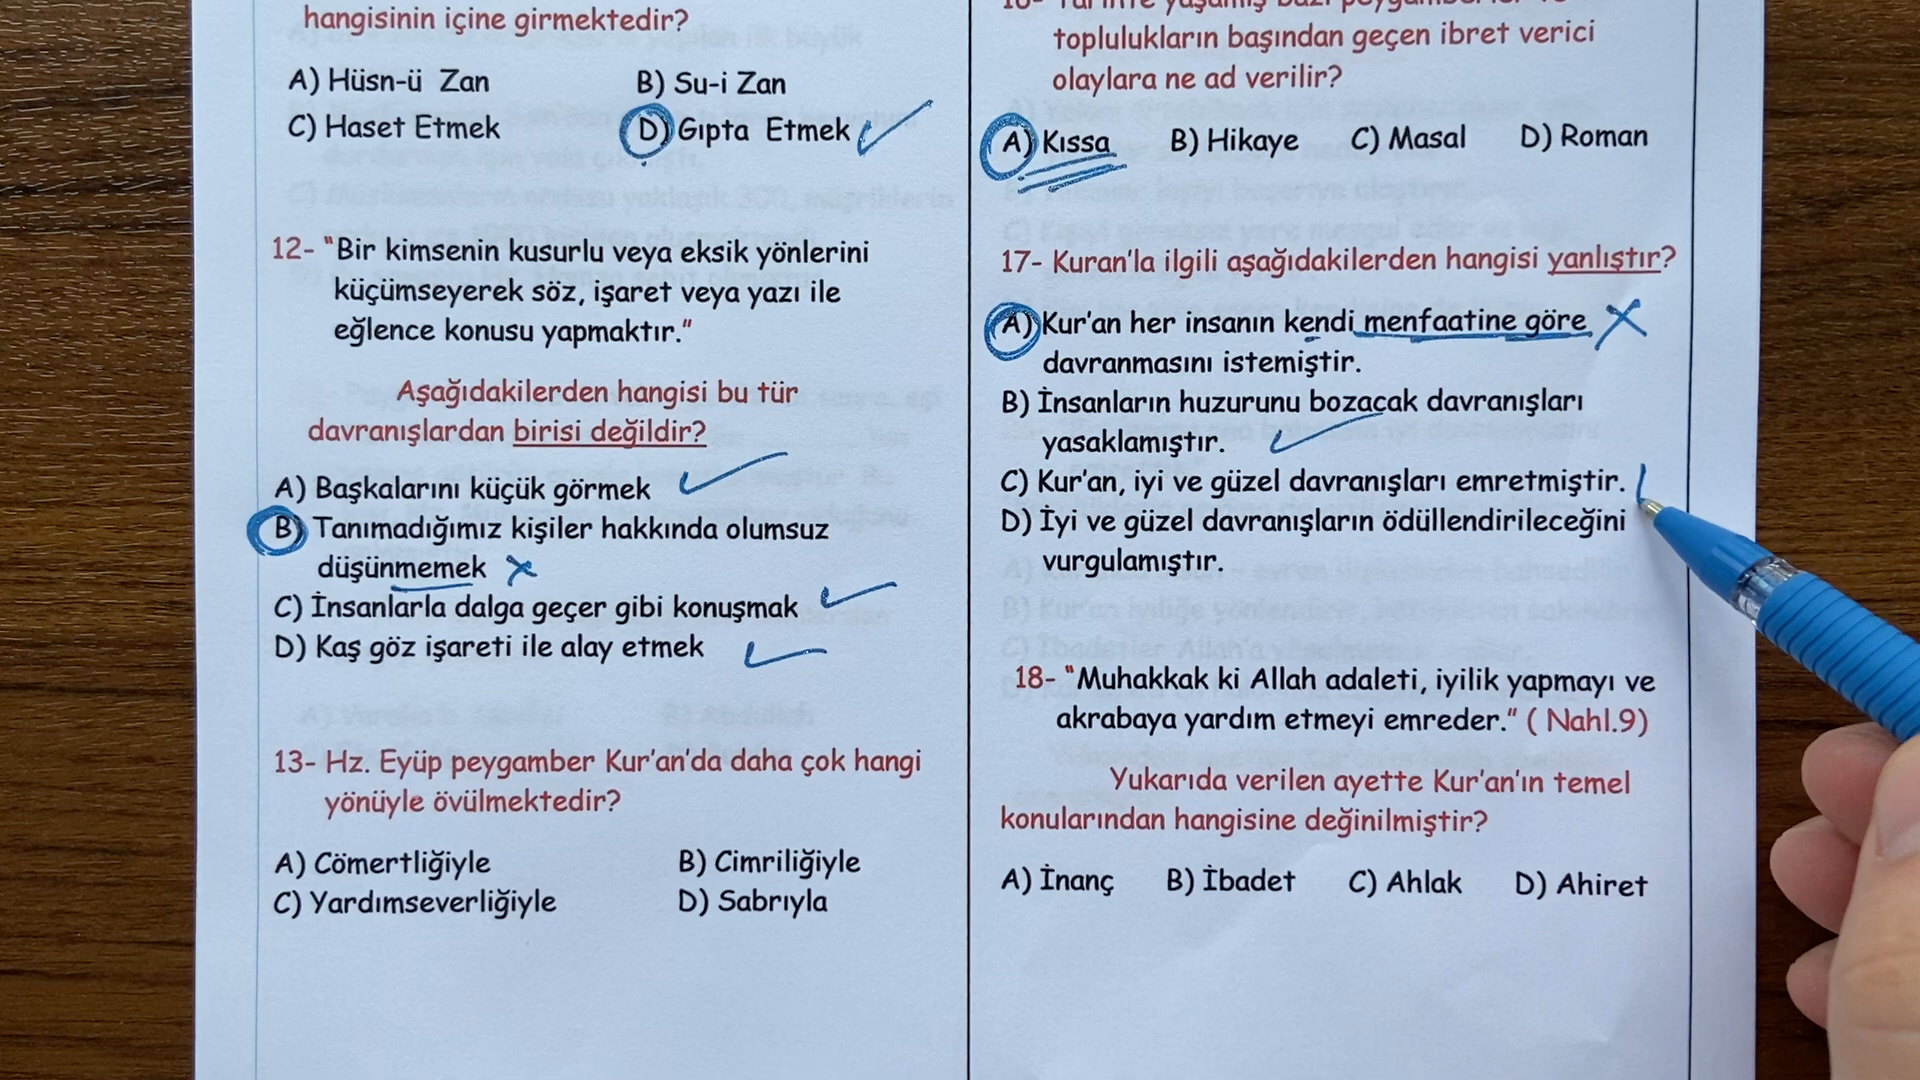 hangisinin içine girmektedir?
A) Hüsn-ü Zan B) Su-i Zan
C) Haset Etmek D) Gıpta Etmek
12- "Bir kimsenin kusurlu veya eksik yönlerini
küçümseyerek söz, işaret veya yazı ile
eğlence konusu yapmaktır."
Aşağıdakilerden hangisi bu tür
davranışlardan birisi değildir?
A) Başkalarını küçük görmek
B) Tanımadığımız kişiler hakkında olumsuz
düşünmemek
C) İnsanlarla dalga geçer gibi konuşmak
D) Kaş göz işareti ile alay etmek
13- Hz. Eyüp peygamber Kur'an'da daha çok hangi
yönüyle övülmektedir?
A) Cömertliğiyle B) Cimriliğiyle
C) Yardımseverliğiyle D) Sabrıyla
toplulukların başından geçen ibret verici
olaylara ne ad verilir?
A) Kıssa B) Hikaye C) Masal D) Roman
17- Kuran'la ilgili aşağıdakilerden hangisi yanlıştır?
A) Kur'an her insanın kendi menfaatine göre
davranmasını istemiştir.
B) İnsanların huzurunu bozacak davranışları
yasaklamıştır.
C) Kur'an, iyi ve güzel davranışları emretmiştir.
D) İyi ve güzel davranışların ödüllendirileceğini
vurgulamıştır.
18- "Muhakkak ki Allah adaleti, iyilik yapmayı ve
akrabaya yardım etmeyi emreder." ( Nahl.9)
Yukarıda verilen ayette Kur'an'ın temel
konularından hangisine değinilmiştir?
A) İnanç B) İbadet C) Ahlak D) Ahiret